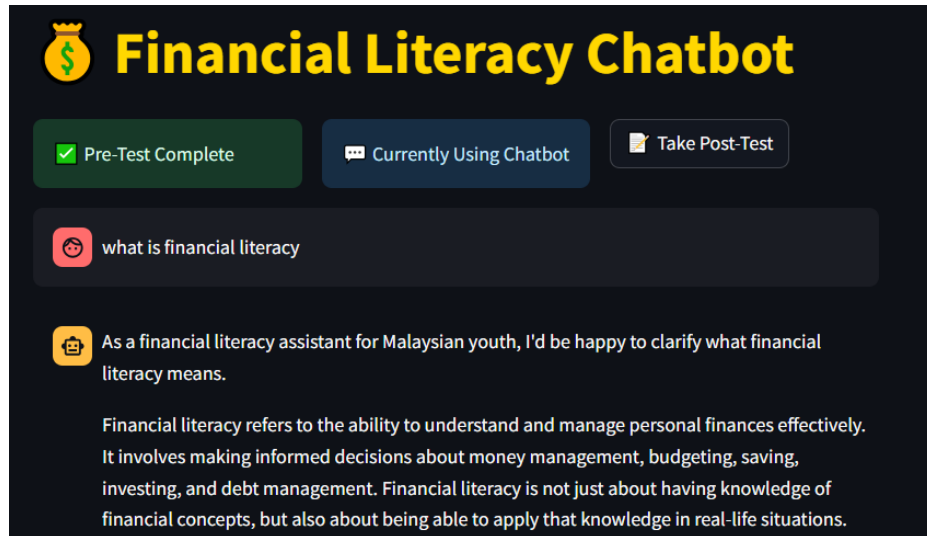 Financial Literacy Chatbot
Pre-Test Complete
Currently Using Chatbot
Take Post-Test
what is financial literacy
As a financial literacy assistant for Malaysian youth, I'd be happy to clarify what financial
literacy means.
Financial literacy refers to the ability to understand and manage personal finances effectively.
It involves making informed decisions about money management, budgeting, saving,
investing, and debt management. Financial literacy is not just about having knowledge of
financial concepts, but also about being able to apply that knowledge in real-life situations.